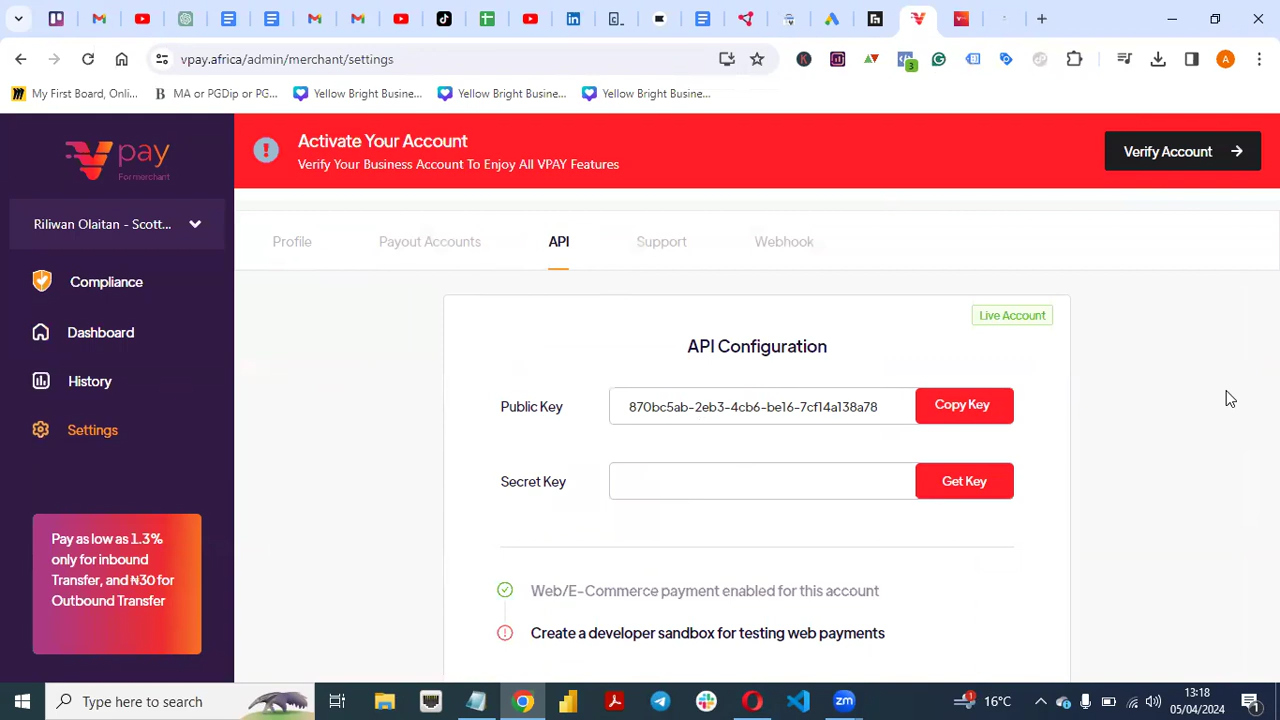 vpay.africa/admin/merchant/settings
3
A
My First Board, Onli...
B MA or PGDip or PG...
Yellow Bright Busine...
Yellow Bright Busine...
Yellow Bright Busine...
pay
For merchant
Activate Your Account
Verify Your Business Account To Enjoy All VPAY Features
Verify Account
Riliwan Olaitan - Scott...
Compliance
Dashboard
History
Settings
Pay as low as 1.3%
only for inbound
Transfer, and ₦30 for
Outbound Transfer
Profile
Payout Accounts
API
Support
Webhook
Live Account
API Configuration
Public Key
870bc5ab-2eb3-4cb6-be16-7cf14a138a78
Copy Key
Secret Key
Get Key
Web/E-Commerce payment enabled for this account
Create a developer sandbox for testing web payments
Type here to search
zm
1
16°C
13:18
05/04/2024
1